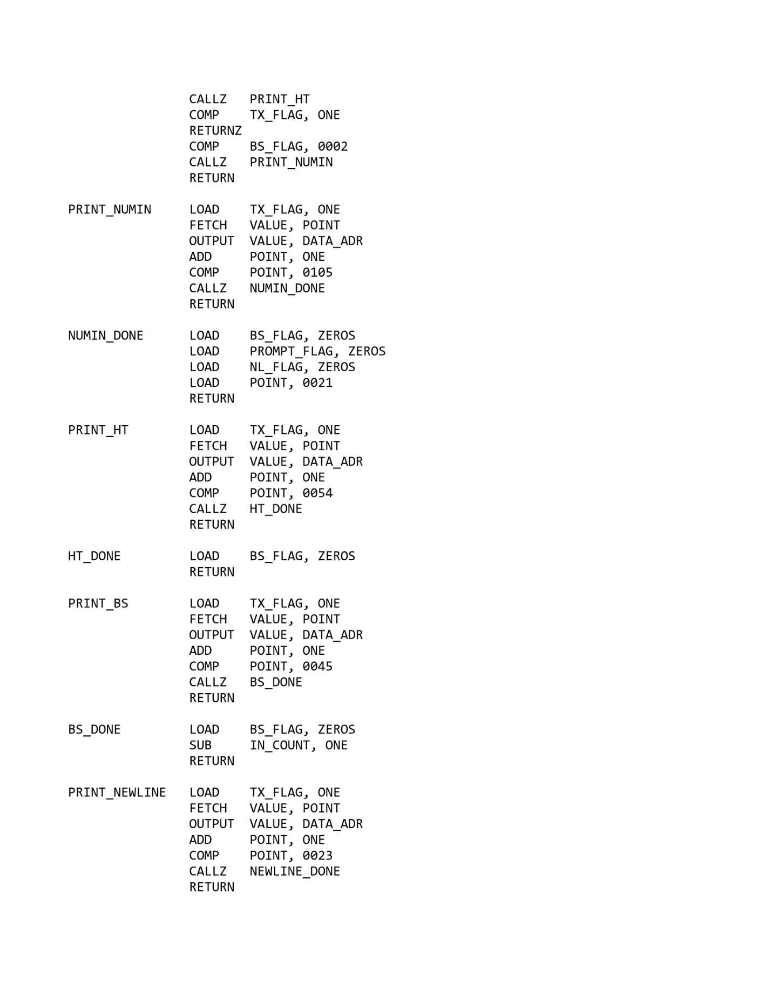 CALLZ PRINT_HT
COMP TX_FLAG, ONE
RETURNZ
COMP BS_FLAG, 0002
CALLZ PRINT_NUMIN
RETURN
PRINT_NUMIN LOAD TX_FLAG, ONE
FETCH VALUE, POINT
OUTPUT VALUE, DATA_ADR
ADD POINT, ONE
COMP POINT, 0105
CALLZ NUMIN_DONE
RETURN
NUMIN_DONE LOAD BS_FLAG, ZEROS
LOAD PROMPT_FLAG, ZEROS
LOAD NL_FLAG, ZEROS
LOAD POINT, 0021
RETURN
PRINT_HT LOAD TX_FLAG, ONE
FETCH VALUE, POINT
OUTPUT VALUE, DATA_ADR
ADD POINT, ONE
COMP POINT, 0054
CALLZ HT_DONE
RETURN
HT_DONE LOAD BS_FLAG, ZEROS
RETURN
PRINT_BS LOAD TX_FLAG, ONE
FETCH VALUE, POINT
OUTPUT VALUE, DATA_ADR
ADD POINT, ONE
COMP POINT, 0045
CALLZ BS_DONE
RETURN
BS_DONE LOAD BS_FLAG, ZEROS
SUB IN_COUNT, ONE
RETURN
PRINT_NEWLINE LOAD TX_FLAG, ONE
FETCH VALUE, POINT
OUTPUT VALUE, DATA_ADR
ADD POINT, ONE
COMP POINT, 0023
CALLZ NEWLINE_DONE
RETURN